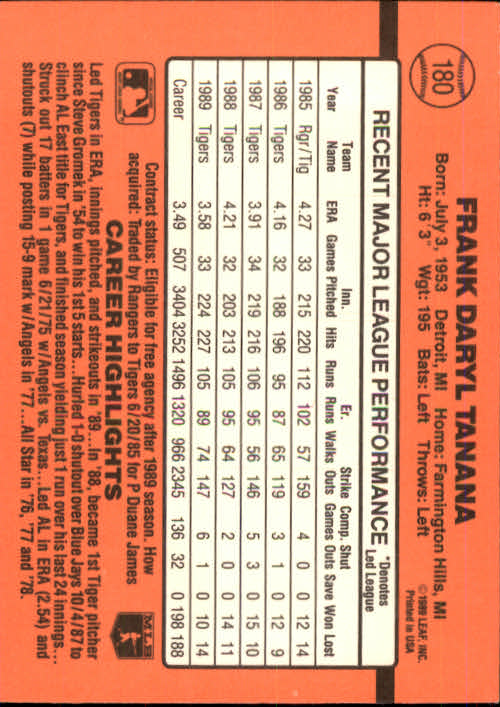 180
FRANK DARYL TANANA
Born: July 3, 1953 Detroit, MI Home: Farmington Hills, MI
Ht: 6' 3" Wgt: 195 Bats: Left Throws: Left
©1989 LEAF, INC.
Printed in USA
RECENT MAJOR LEAGUE PERFORMANCE *Denotes Led League
Year Team Name ERA Games Inn. Pitched Hits Runs Er. Runs Walks Strike Outs Comp. Games Shut Outs Save Won Lost
1985 Rgr/Tig 4.27 33 215 220 112 102 57 159 4 0 0 12 14
1986 Tigers 4.16 32 188 196 95 87 65 119 3 1 0 12 9
1987 Tigers 3.91 34 219 216 106 95 56 146 5 3 0 15 10
1988 Tigers 4.21 32 203 213 105 95 64 127 2 0 0 14 11
1989 Tigers 3.58 33 224 227 105 89 74 147 6 1 0 10 14
Career 3.49 507 3404 3252 1496 1320 966 2345 136 32 0 198 188
Contract status: Eligible for free agency after 1989 season. How
acquired: Traded by Rangers to Tigers 6/20/85 for P Duane James
MLB
CAREER HIGHLIGHTS
Led Tigers in ERA, innings pitched, and strikeouts in '89...In '88, became 1st Tiger pitcher
since Steve Gromek in '54 to win his 1st 5 starts...Hurled 1-0 shutout over Blue Jays 10/4/87 to
clinch AL East title for Tigers, and finished season yielding just 1 run over his last 24 innings...
Struck out 17 batters in 1 game 6/21/75 w/Angels vs. Texas...Led AL in ERA (2.54) and
shutouts (7) while posting 15-9 mark w/Angels in '77...All Star in '76, '77 and '78.